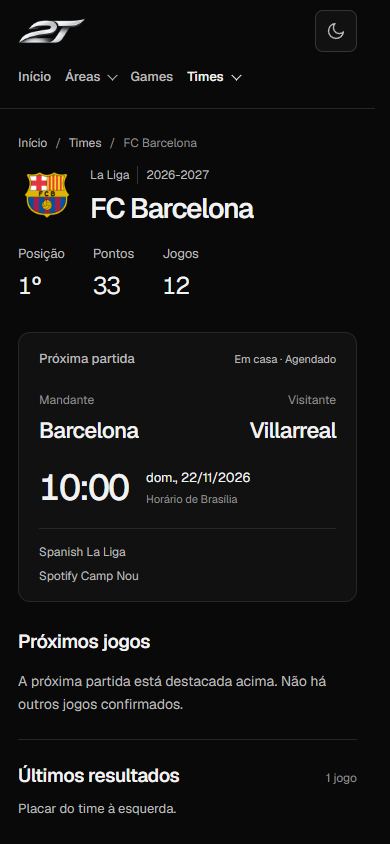 2T
Início Áreas Games Times
Início / Times / FC Barcelona
La Liga 2026-2027
FCB
FC Barcelona
Posição Pontos Jogos
1º 33 12
Próxima partida Em casa · Agendado
Mandante Visitante
Barcelona Villarreal
10:00 dom., 22/11/2026
Horário de Brasília
Spanish La Liga
Spotify Camp Nou
Próximos jogos
A próxima partida está destacada acima. Não há
outros jogos confirmados.
Últimos resultados 1 jogo
Placar do time à esquerda.